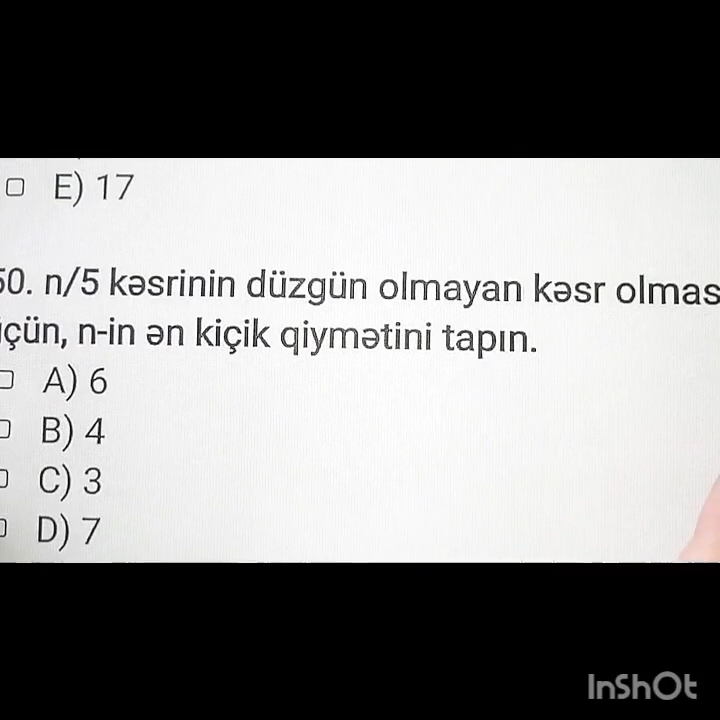 E) 17
50. n/5 kəsrinin düzgün olmayan kəsr olmas
üçün, n-in ən kiçik qiymətini tapın.
A) 6
B) 4
C) 3
D) 7
InShOt